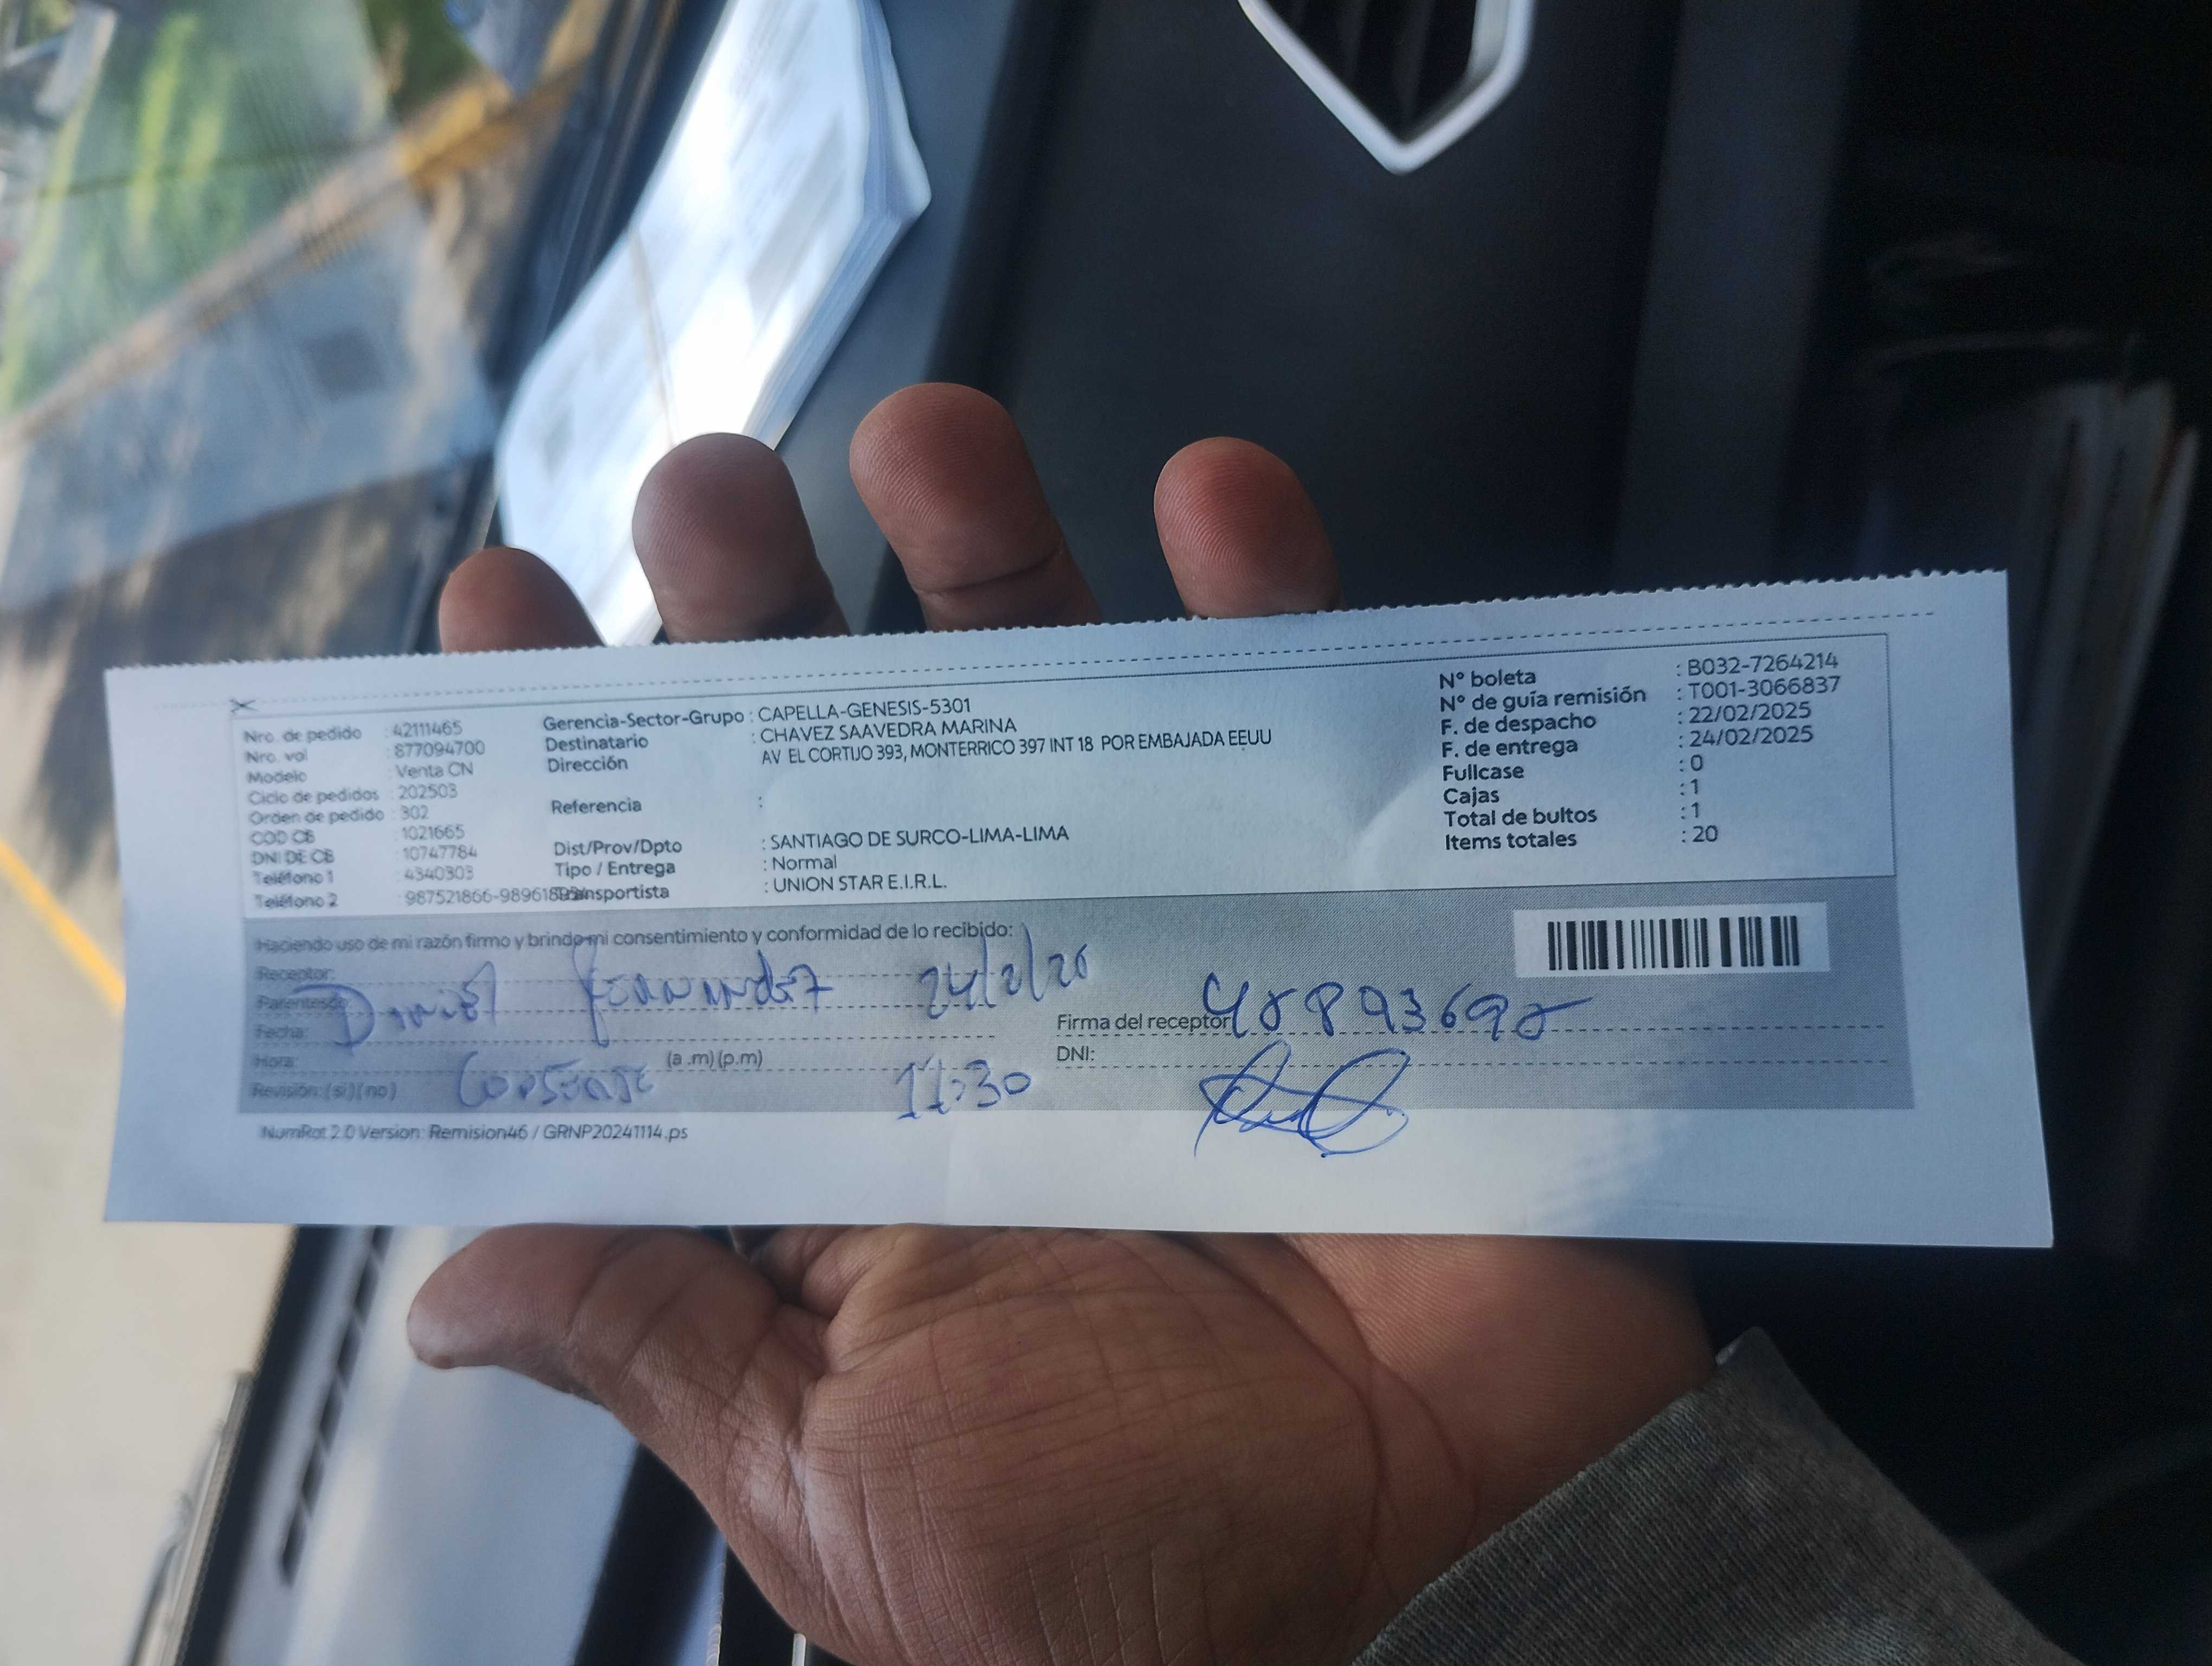 Nro. de pedido : 42111465
Nro. val : 877094700
Modelo : Venta CN
Ciclo de pedidos : 202503
Orden de pedido : 302
COD CB : 1021665
DNI DE CB : 10747784
Teléfono 1 : 4340303
Teléfono 2 : 987521866-98961
Gerencia-Sector-Grupo : CAPELLA-GENESIS-5301
Destinatario : CHAVEZ SAAVEDRA MARINA
Dirección AV EL CORTIJO 393, MONTERRICO 397 INT 18 POR EMBAJADA EEUU
Referencia :
Dist/Prov/Dpto : SANTIAGO DE SURCO-LIMA-LIMA
Tipo / Entrega : Normal
Transportista : UNION STAR E.I.R.L.
N° boleta : B032-7264214
N° de guía remisión : T001-3066837
F. de despacho : 22/02/2025
F. de entrega : 24/02/2025
Fullcase : 0
Cajas : 1
Total de bultos : 1
Items totales : 20
Haciendo uso de mi razón firmo y brindo mi consentimiento y conformidad de lo recibido:
Receptor:
Parentesco:
Daniel Fernandez
Fecha:
Hora: (a .m) (p.m)
Revisión: (si) (no)
Firma del receptor
DNI:
NumRot 2.0 Version: Remision46 / GRNP20241114.ps